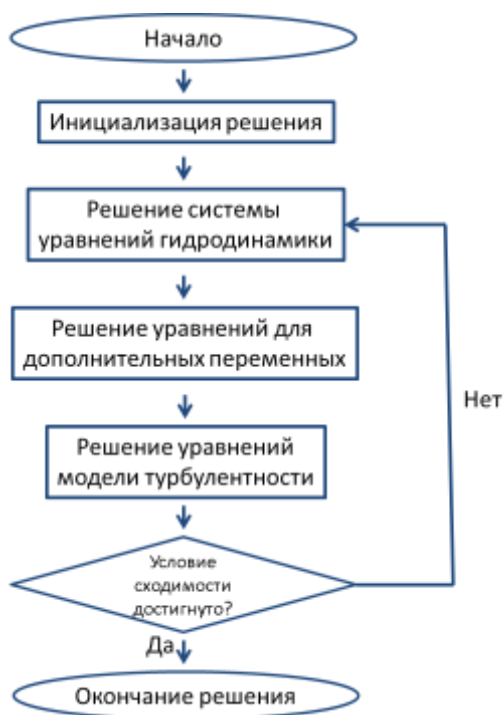 Начало
Инициализация решения
Решение системы
уравнений гидродинамики
Решение уравнений для
дополнительных переменных
Нет
Решение уравнений
модели турбулентности
Условие
сходимости
достигнуто?
Да
Окончание решения